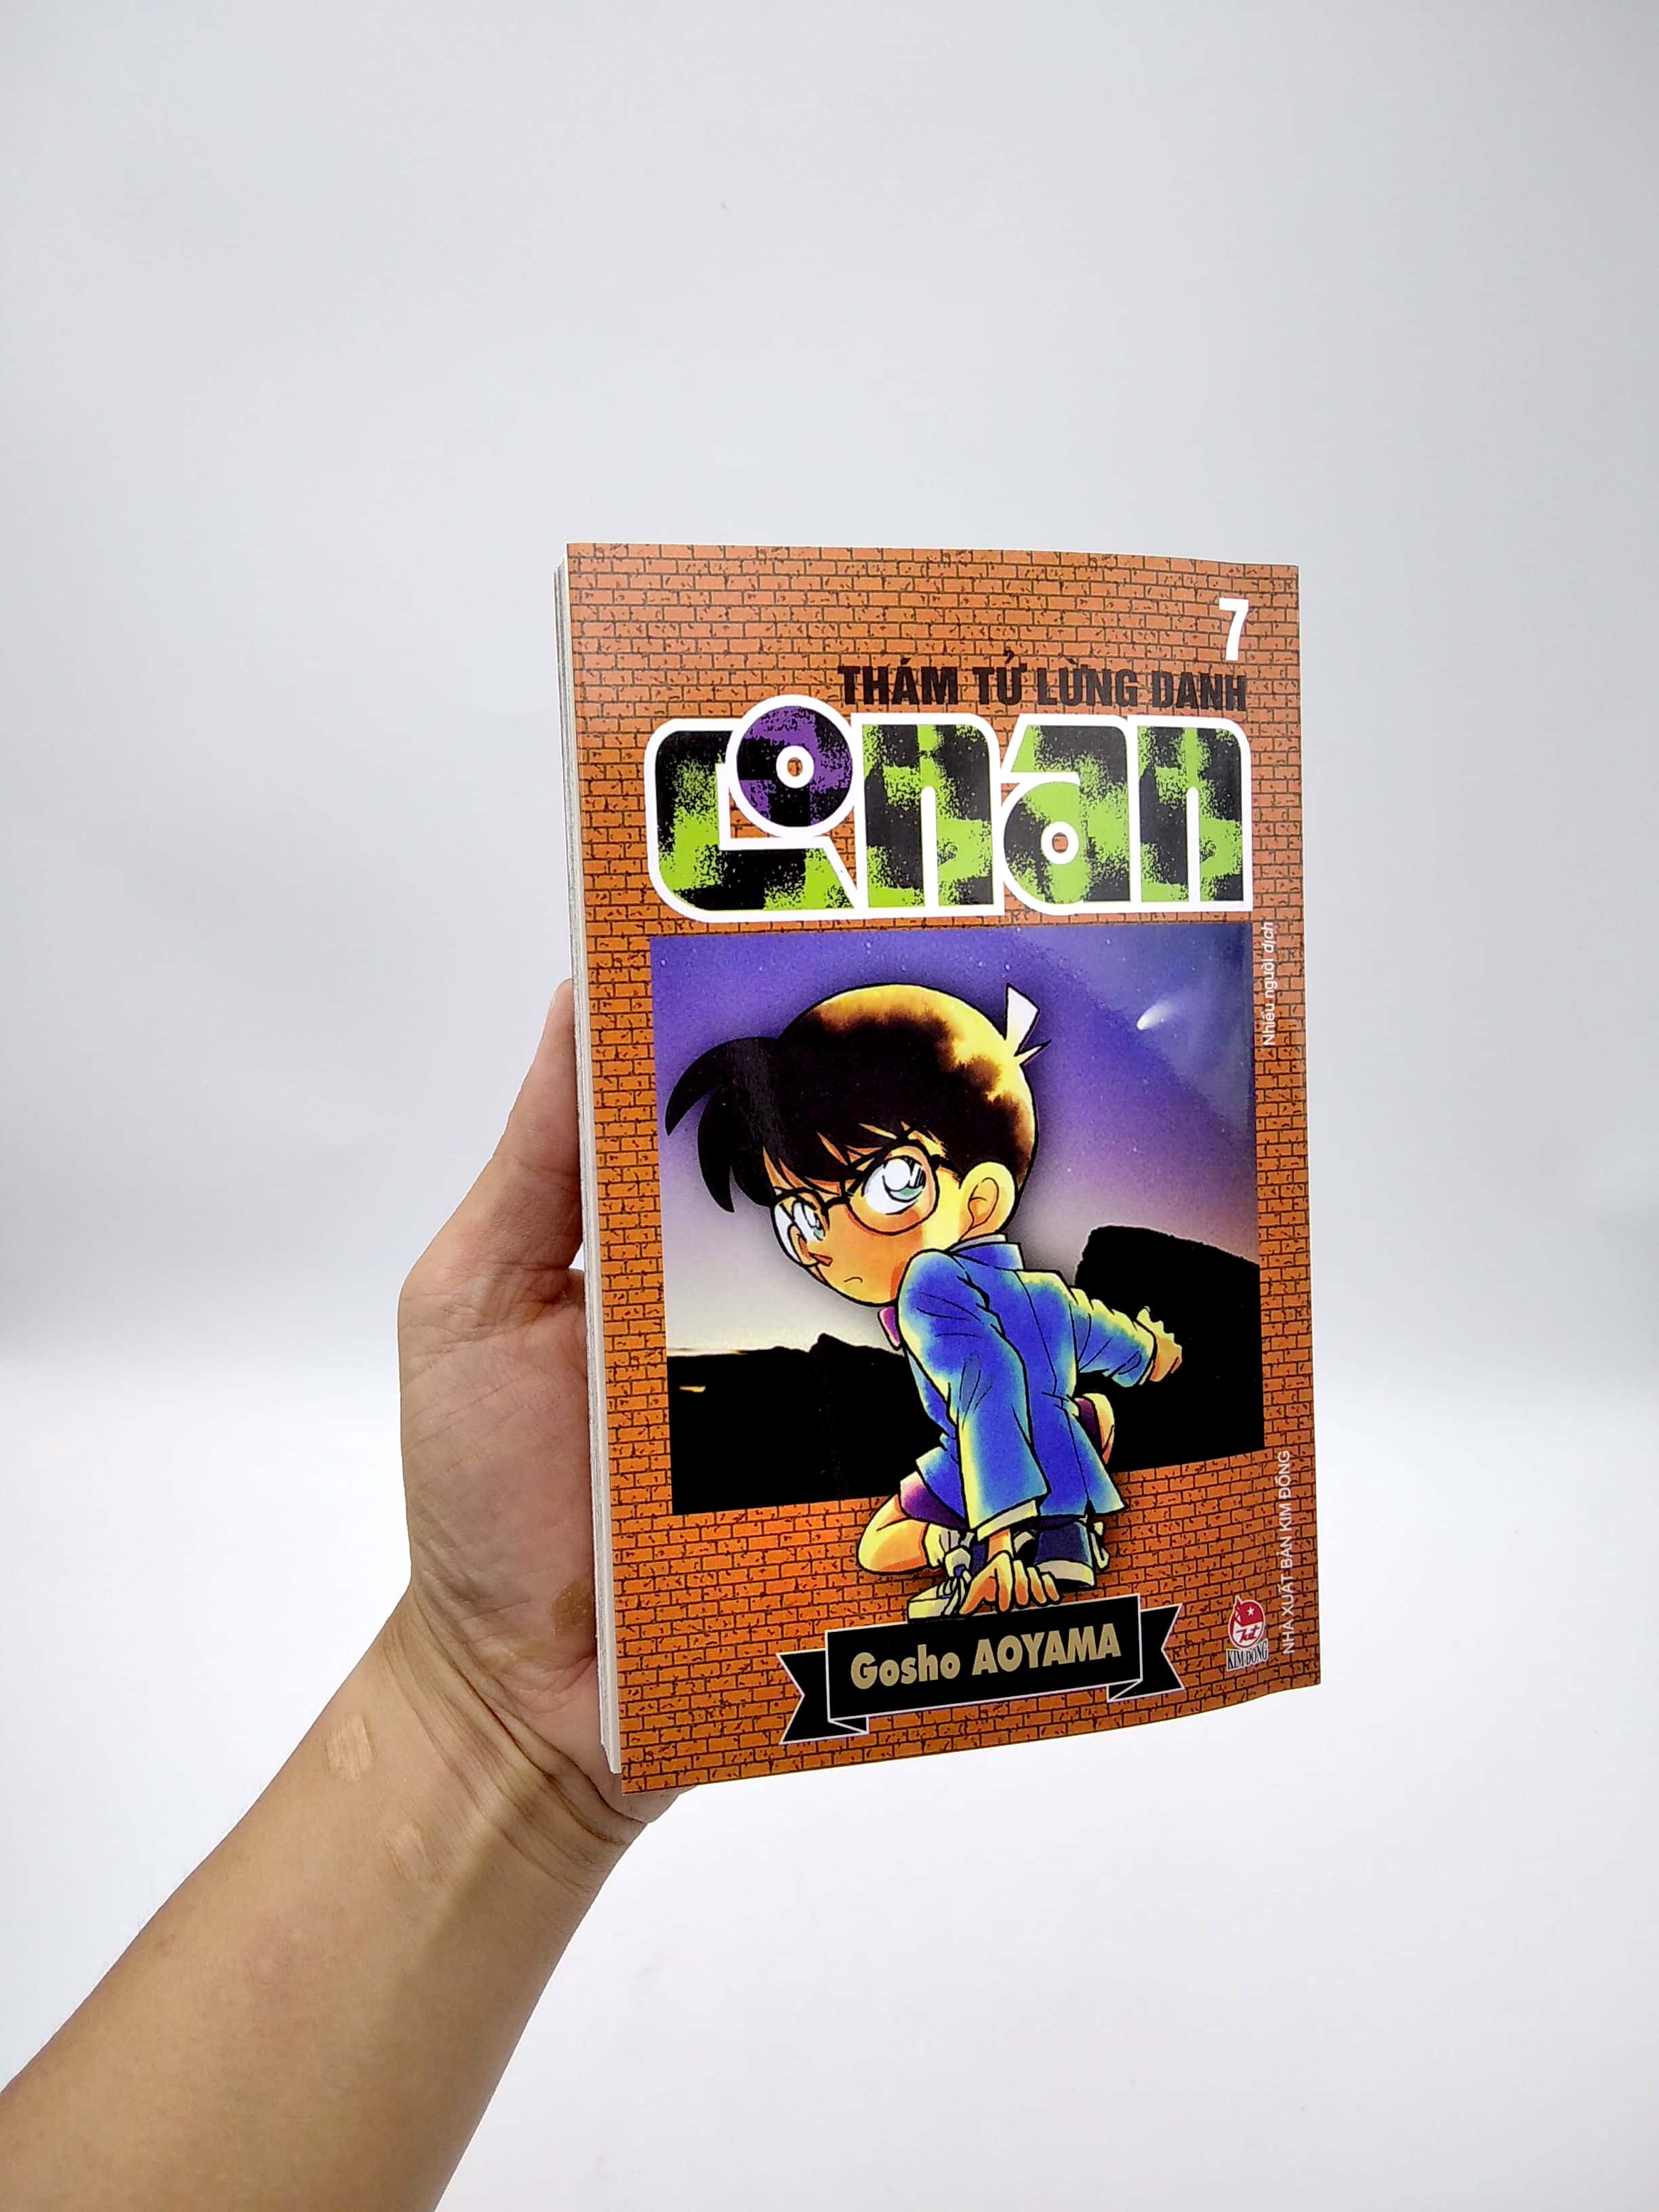 7
THÁM TỬ LỪNG DANH
Conan
Nhiều người dịch
Gosho AOYAMA
KIM ĐỒNG
NHÀ XUẤT BẢN KIM ĐỒNG